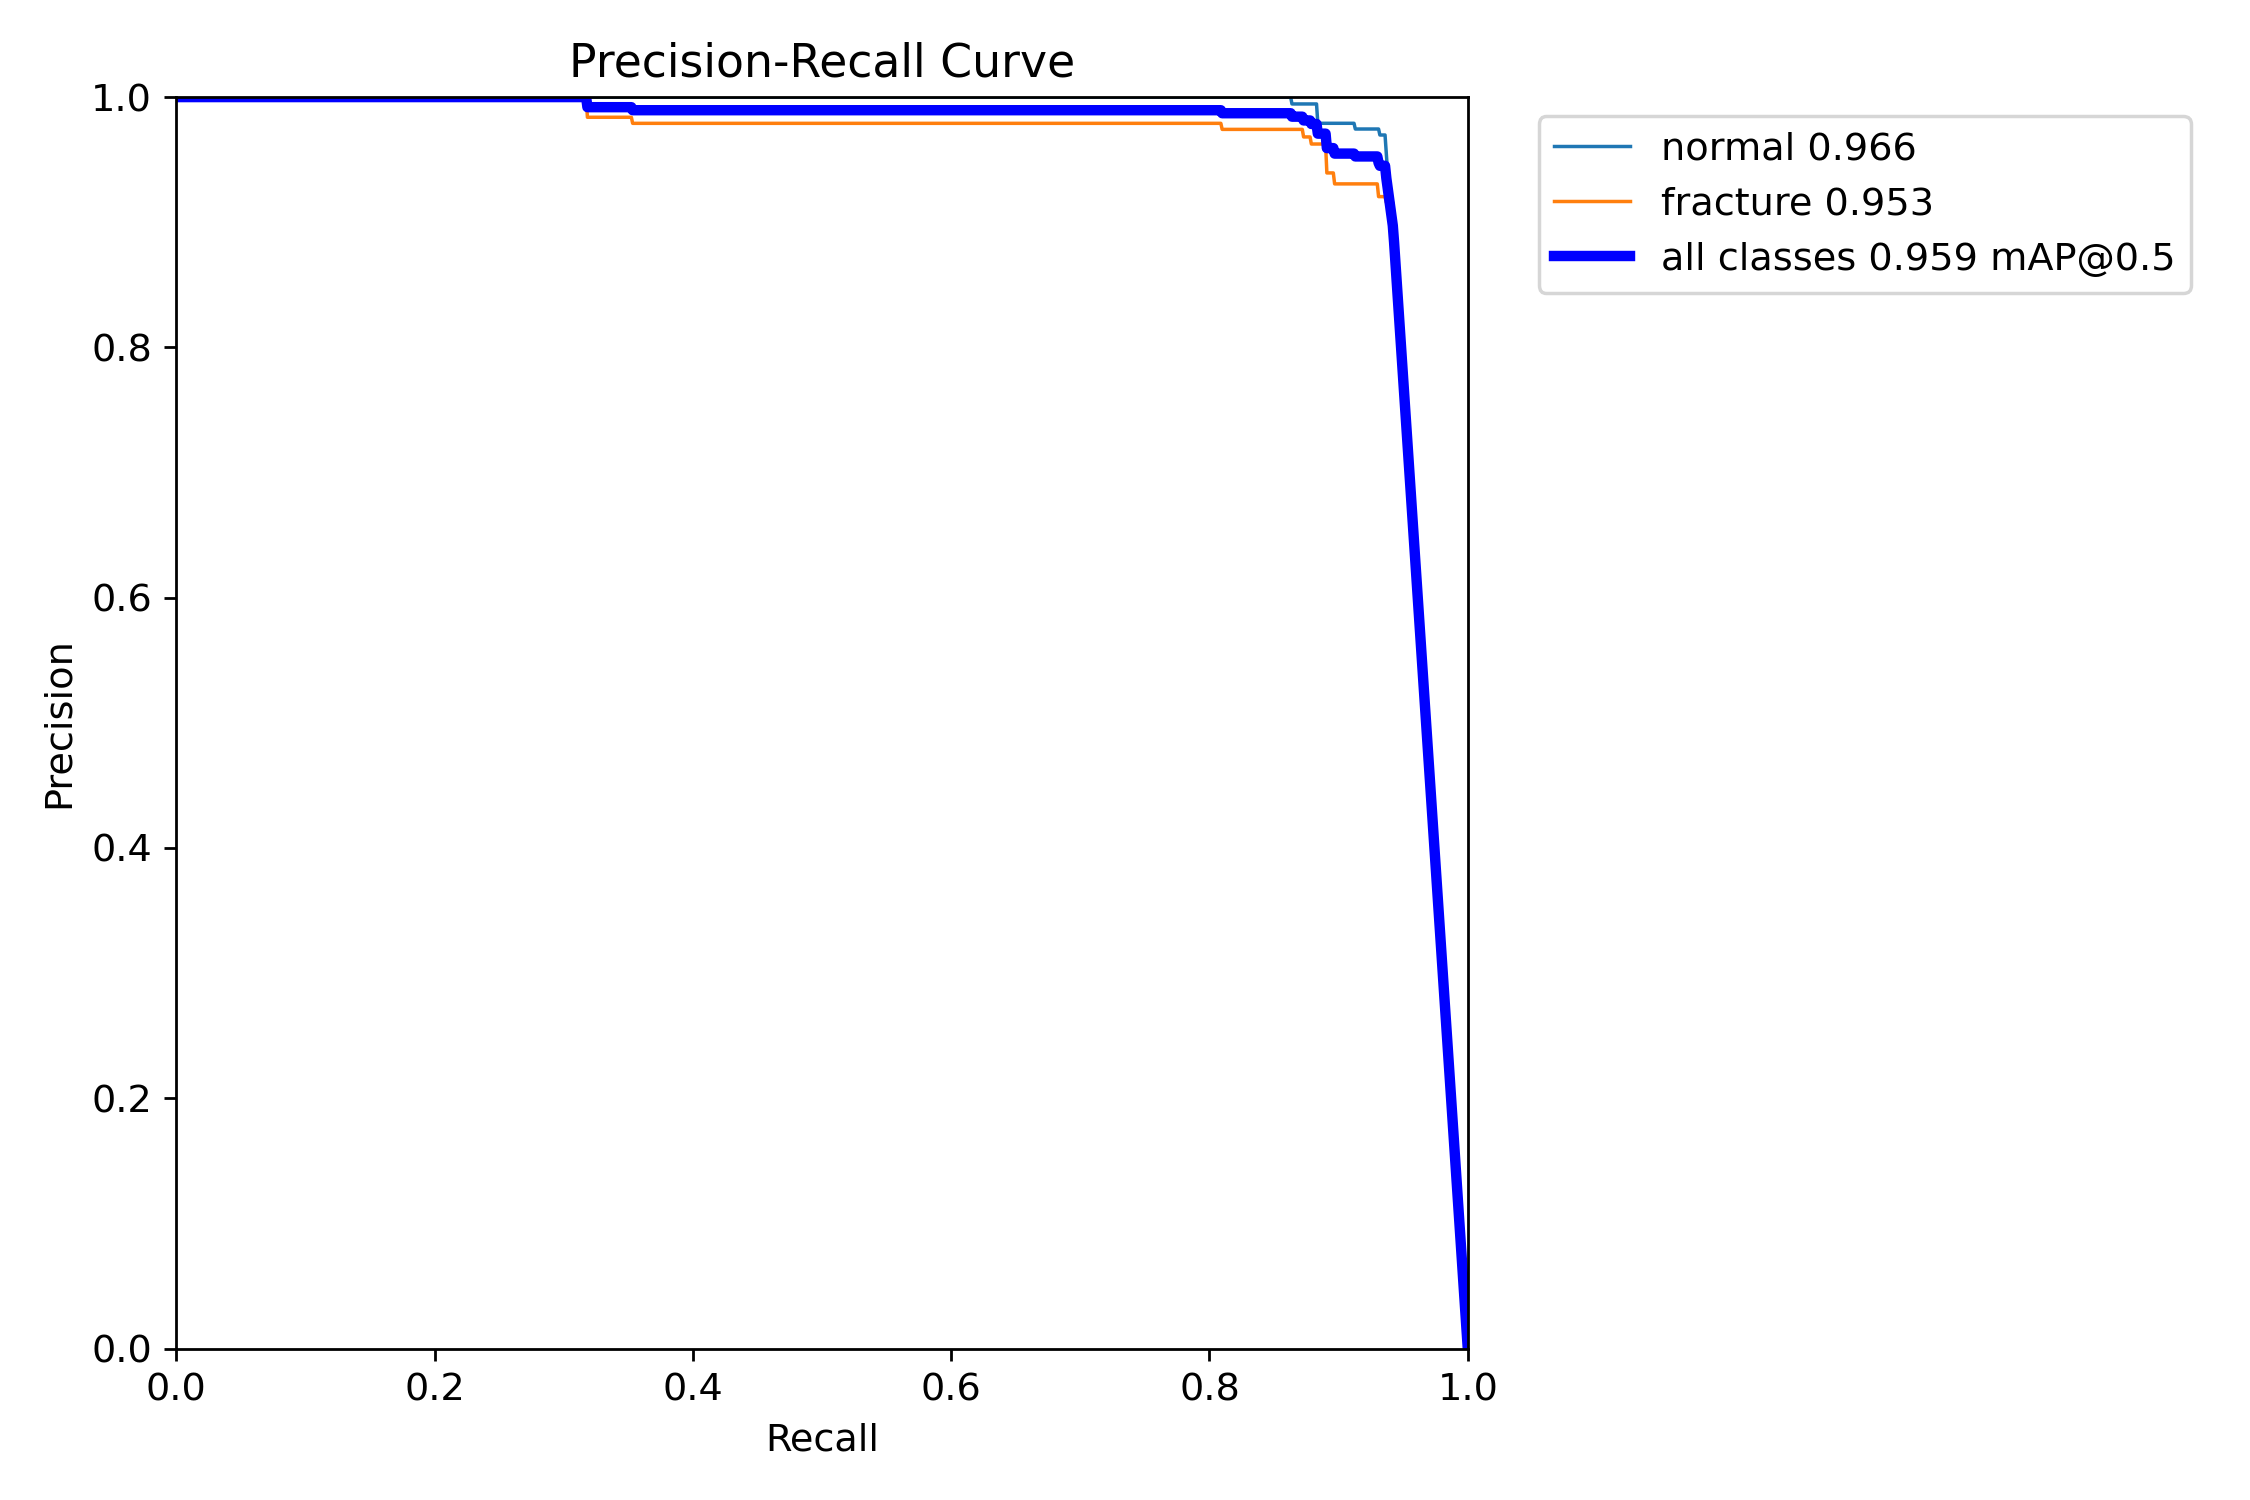 Precision-Recall Curve
1.0
0.8
0.6
0.4
0.2
0.0
Precision
0.0 0.2 0.4 0.6 0.8 1.0
Recall
normal 0.966
fracture 0.953
all classes 0.959 mAP@0.5